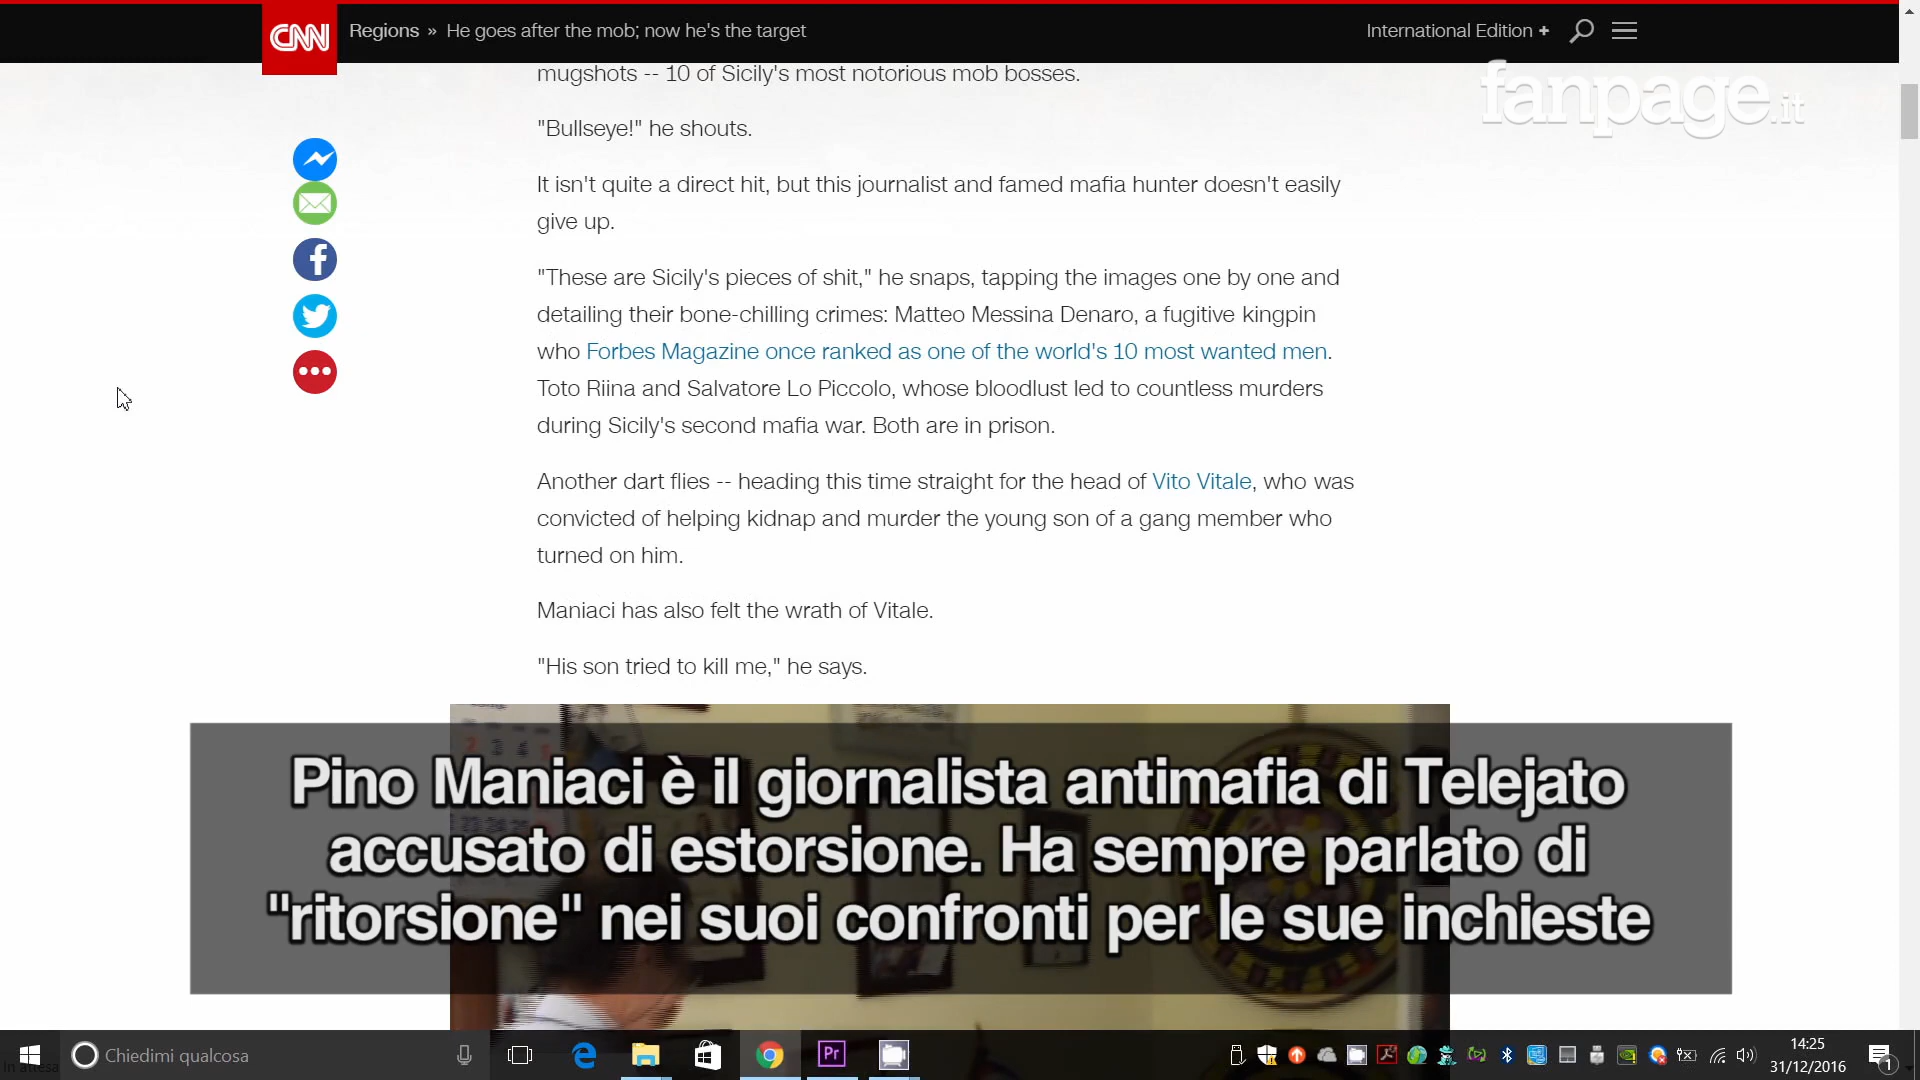 CNN Regions » He goes after the mob; now he's the target International Edition +
fanpage.it
mugshots -- 10 of Sicily's most notorious mob bosses.
"Bullseye!" he shouts.
It isn't quite a direct hit, but this journalist and famed mafia hunter doesn't easily
give up.
"These are Sicily's pieces of shit," he snaps, tapping the images one by one and
detailing their bone-chilling crimes: Matteo Messina Denaro, a fugitive kingpin
who Forbes Magazine once ranked as one of the world's 10 most wanted men.
Toto Riina and Salvatore Lo Piccolo, whose bloodlust led to countless murders
during Sicily's second mafia war. Both are in prison.
Another dart flies -- heading this time straight for the head of Vito Vitale, who was
convicted of helping kidnap and murder the young son of a gang member who
turned on him.
Maniaci has also felt the wrath of Vitale.
"His son tried to kill me," he says.
Pino Maniaci è il giornalista antimafia di Telejato
accusato di estorsione. Ha sempre parlato di
"ritorsione" nei suoi confronti per le sue inchieste
Chiedimi qualcosa
Pr
14:25
31/12/2016
1